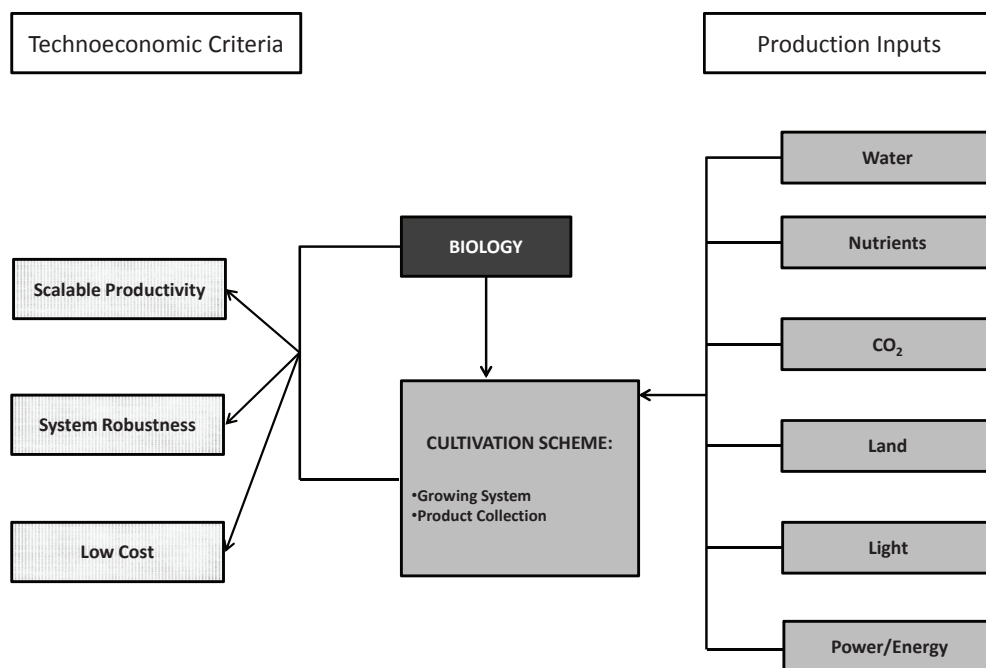 Technoeconomic Criteria
Production Inputs
Water
BIOLOGY
Nutrients
Scalable Productivity
CO₂
System Robustness
CULTIVATION SCHEME:
Land
•Growing System
•Product Collection
Low Cost
Light
Power/Energy